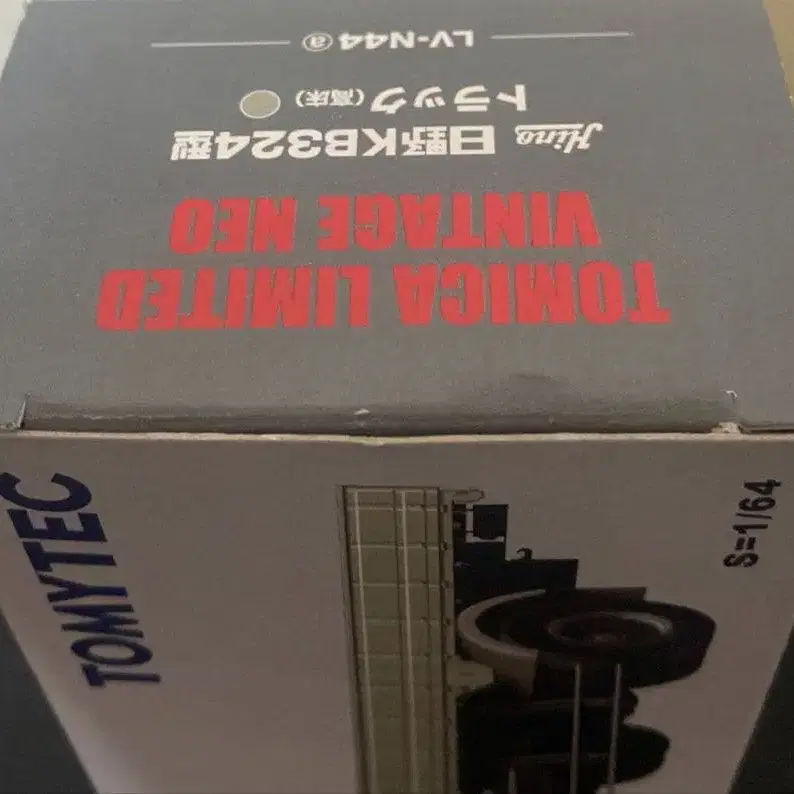 TOMICA LIMITED
VINTAGE NEO
Hino 日野KB324型
トラック(高床)
LV-N44 ⓐ
TOMYTEC
S=1/64